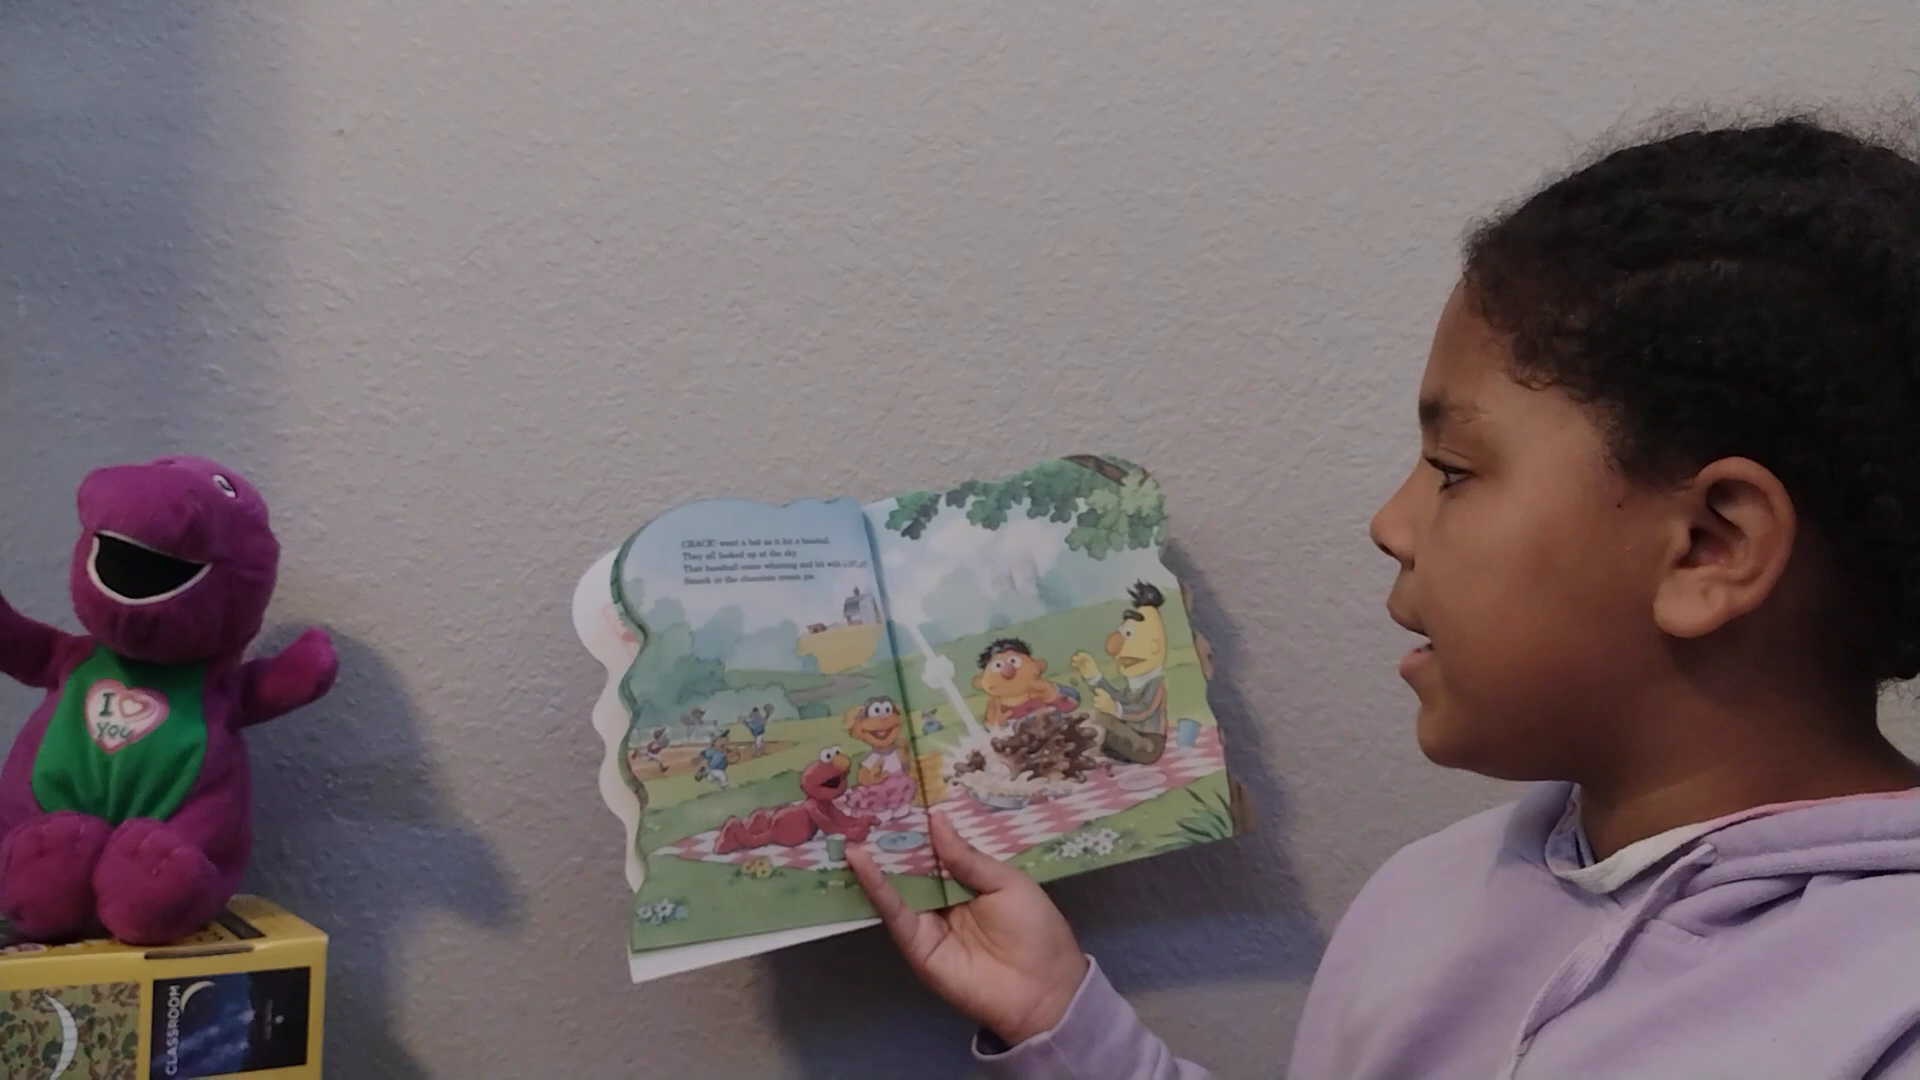 CRACK! went a bat as it hit a baseball.
They all looked up at the sky.
That baseball came whizzing and hit with a
Smack in the chocolate cream pie.
I
You
CLASSROOM